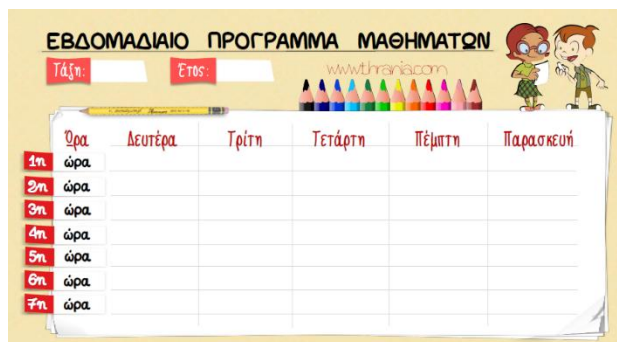 ΕΒΔΟΜΑΔΙΑΙΟ ΠΡΟΓΡΑΜΜΑ ΜΑΘΗΜΑΤΩΝ
Τάξη: Έτος:
www.thrania.com
Ώρα Δευτέρα Τρίτη Τετάρτη Πέμπτη Παρασκευή
1η ώρα
2η ώρα
3η ώρα
4η ώρα
5η ώρα
6η ώρα
7η ώρα